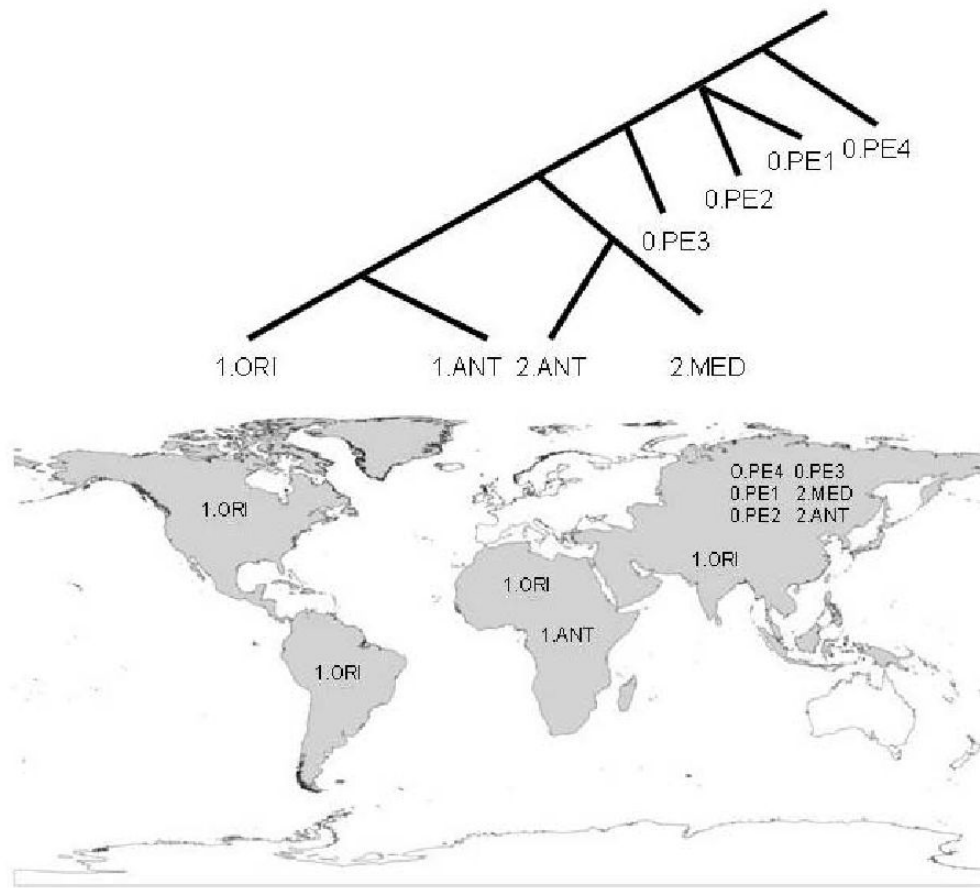 0.PE1 0.PE4
0.PE2
0.PE3
1.ORI 1.ANT 2.ANT 2.MED
O.PE4 0.PE3
0.PE1 2.MED
0.PE2 2.ANT
1.ORI
1.ORI
1.ORI
1.ANT
1.ORI